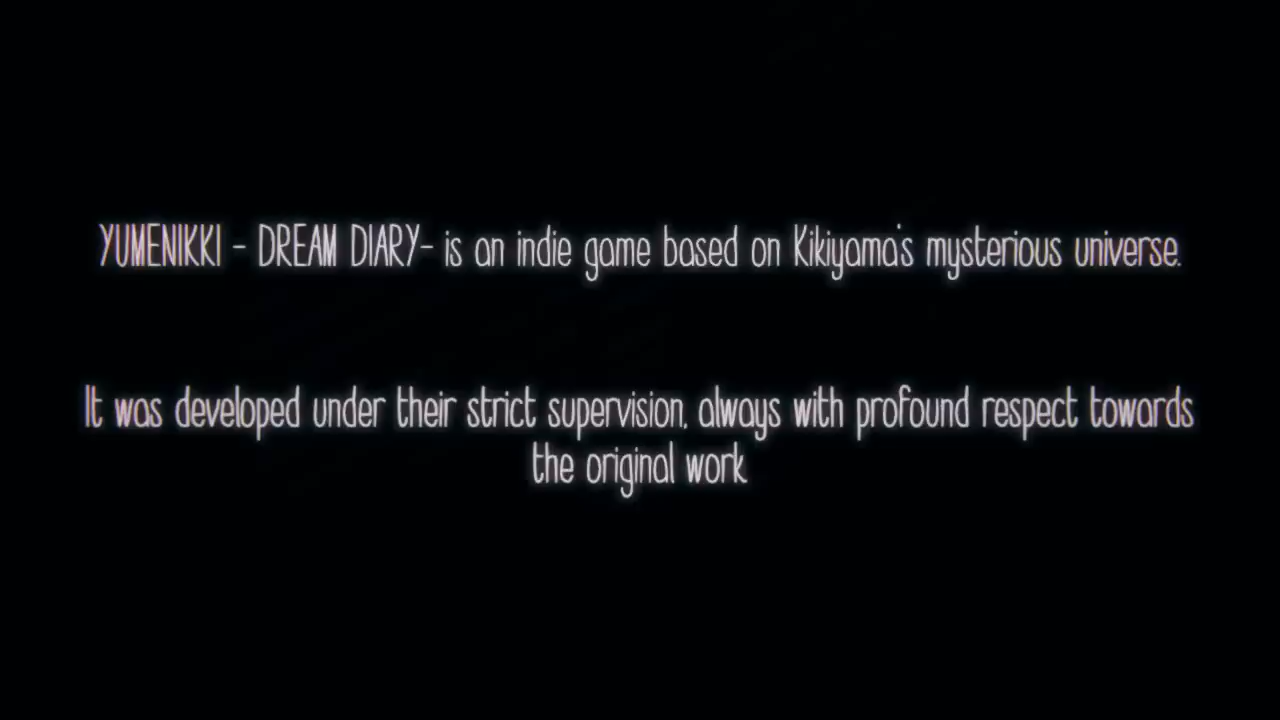 YUMENIKKI - DREAM DIARY- is an indie game based on Kikiyama's mysterious universe.
It was developed under their strict supervision, always with profound respect towards
the original work